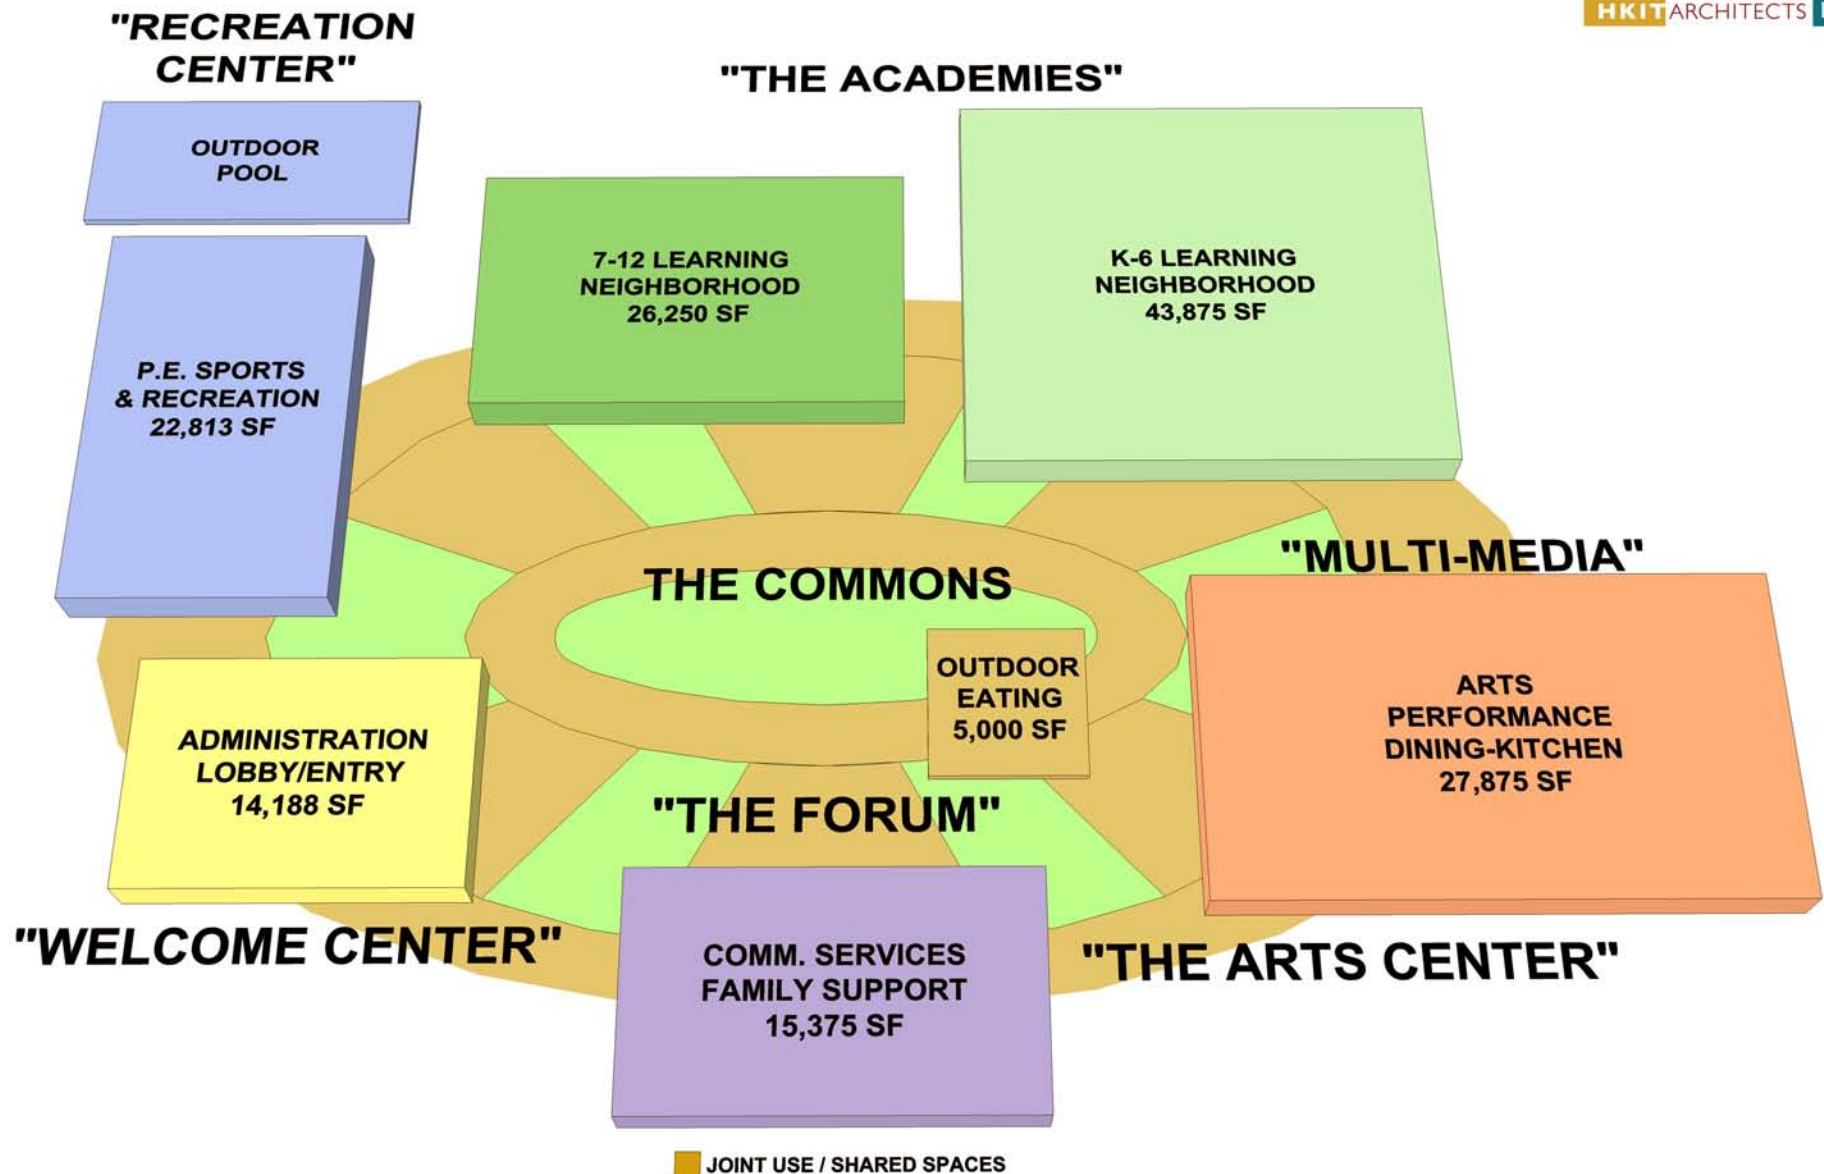 HKIT ARCHITECTS
"RECREATION
CENTER"
"THE ACADEMIES"
OUTDOOR
POOL
7-12 LEARNING
NEIGHBORHOOD
26,250 SF
K-6 LEARNING
NEIGHBORHOOD
43,875 SF
P.E. SPORTS
& RECREATION
22,813 SF
"MULTI-MEDIA"
THE COMMONS
OUTDOOR
EATING
5,000 SF
ARTS
PERFORMANCE
DINING-KITCHEN
27,875 SF
ADMINISTRATION
LOBBY/ENTRY
14,188 SF
"THE FORUM"
"WELCOME CENTER"
COMM. SERVICES
FAMILY SUPPORT
15,375 SF
"THE ARTS CENTER"
JOINT USE / SHARED SPACES